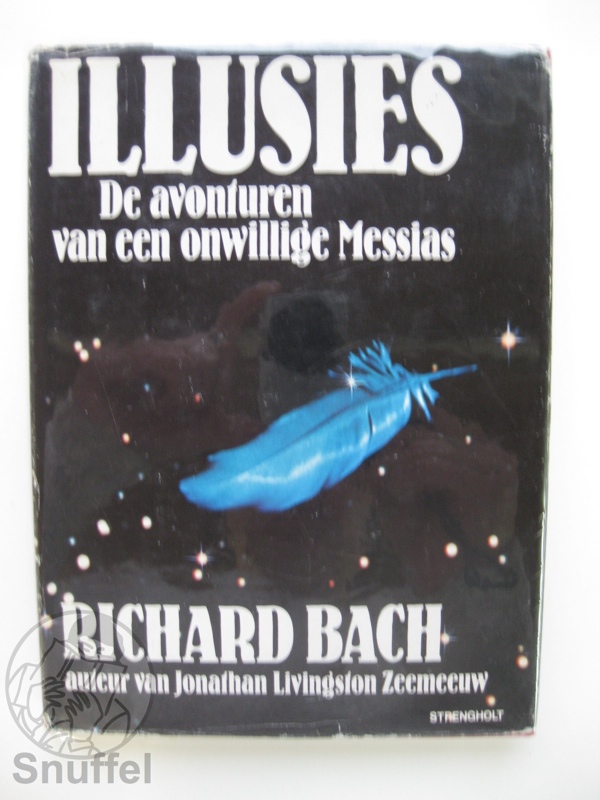 ILLUSIES
De avonturen
van een onwillige Messias
RICHARD BACH
auteur van Jonathan Livingston Zeemeeuw
STRENGHOLT
Snuffel